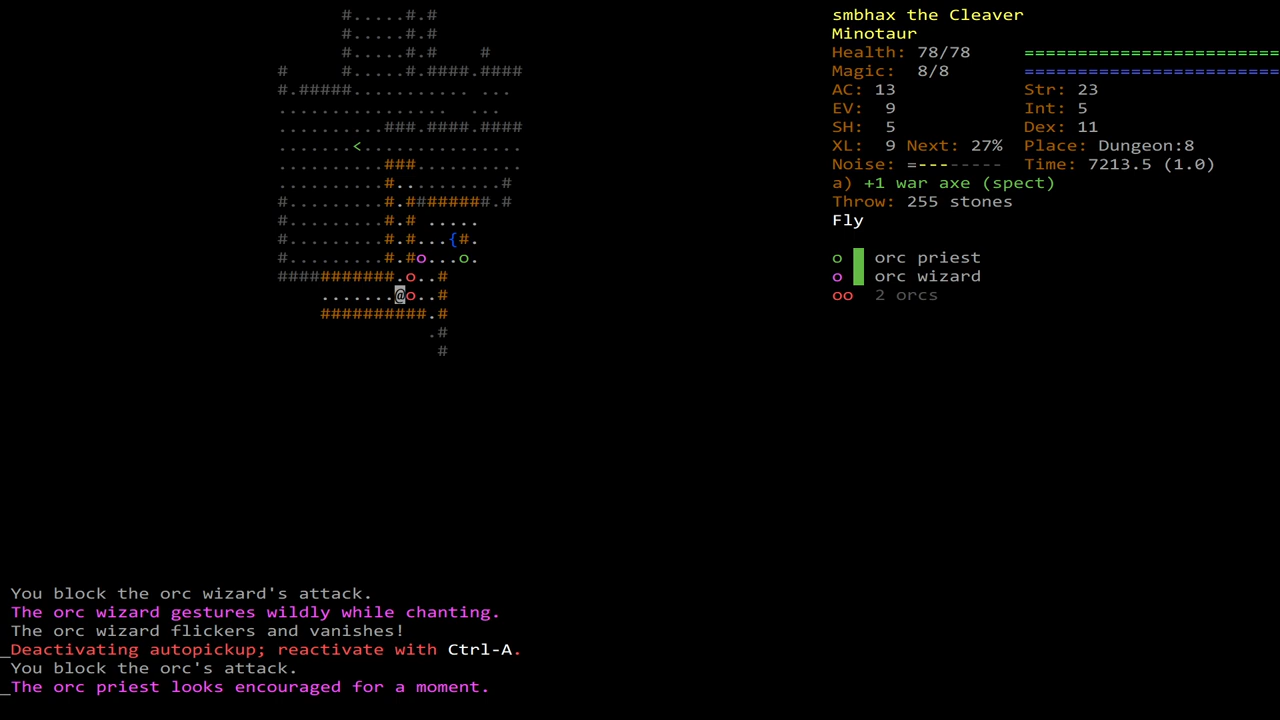 smbhax the Cleaver
Minotaur
Health: 78/78 ========================
Magic: 8/8 ========================
AC: 13 Str: 23
EV: 9 Int: 5
SH: 5 Dex: 11
XL: 9 Next: 27% Place: Dungeon:8
Noise: =--------- Time: 7213.5 (1.0)
a) +1 war axe (spect)
Throw: 255 stones
Fly
o orc priest
o orc wizard
oo 2 orcs
#.....#.#
#.....#.#
#.....#.# #
# #.....#.####.####
#.#####.......... ...
............... ...
..........###.####.####
.......<..............
..........###..........
..........#..........#
#.........#.#######.#
#.........#.# .....
#.........#.#...{#.
#.........#.#o...o.
###########.o..#
.......@o..#
##########.#
.#
#
You block the orc wizard's attack.
The orc wizard gestures wildly while chanting.
The orc wizard flickers and vanishes!
_Deactivating autopickup; reactivate with Ctrl-A.
You block the orc's attack.
_The orc priest looks encouraged for a moment.